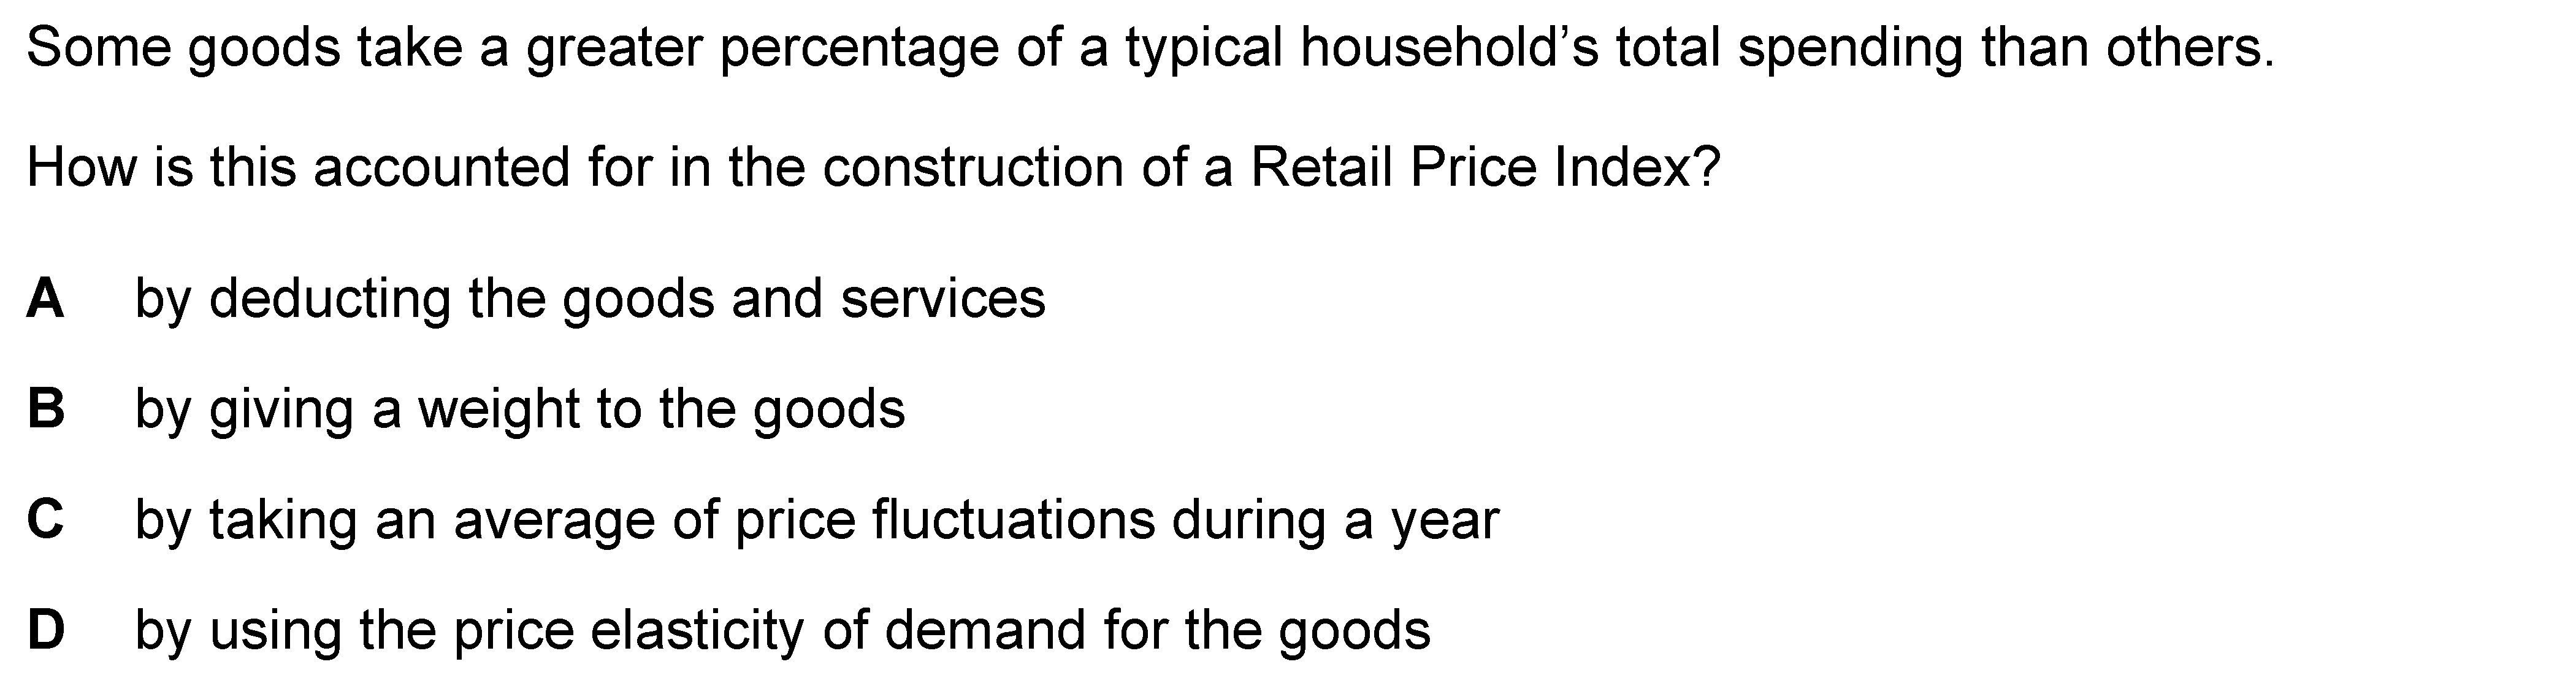 Some goods take a greater percentage of a typical household’s total spending than others.
How is this accounted for in the construction of a Retail Price Index?
A by deducting the goods and services
B by giving a weight to the goods
C by taking an average of price fluctuations during a year
D by using the price elasticity of demand for the goods